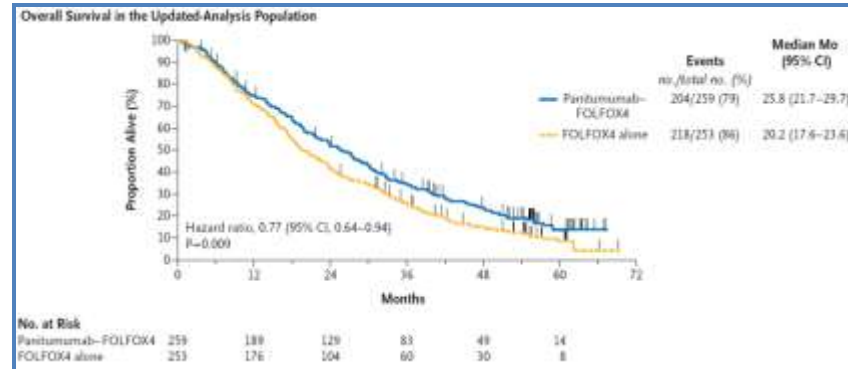 Overall Survival in the Updated-Analysis Population
Events
no./total no. (%)
Median Mo
(95% CI)
Panitumumab–
FOLFOX4
204/259 (79)
25.8 (21.7–29.7)
FOLFOX4 alone
218/253 (86)
20.2 (17.6–23.6)
Proportion Alive (%)
100
90
80
70
60
50
40
30
20
10
0
Hazard ratio, 0.77 (95% CI, 0.64–0.94)
P=0.009
0 12 24 36 48 60 72
Months
No. at Risk
Panitumumab–FOLFOX4 259 189 129 83 49 14
FOLFOX4 alone 253 176 104 60 30 8